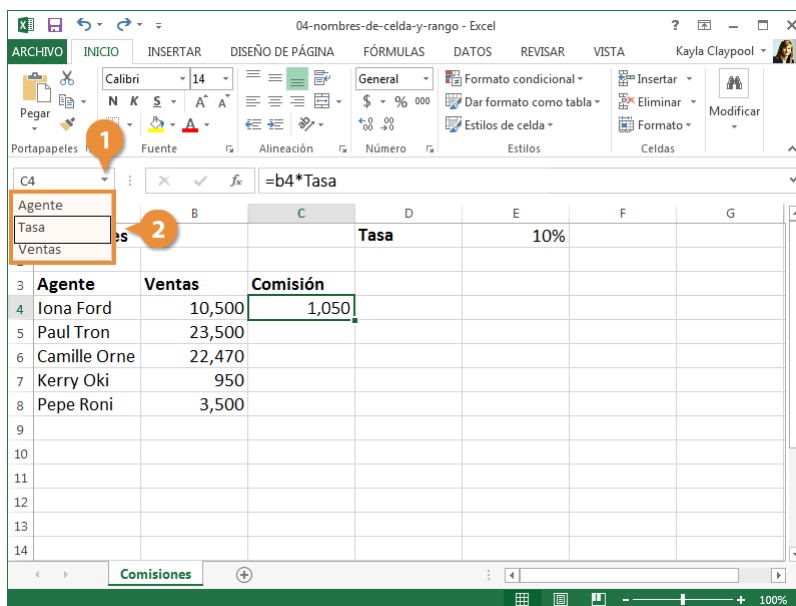 04-nombres-de-celda-y-rango - Excel
?
ARCHIVO INICIO INSERTAR DISEÑO DE PÁGINA FÓRMULAS DATOS REVISAR VISTA Kayla Claypool
Calibri 14 General Formato condicional Insertar
Pegar N K S A A $ % 000 Dar formato como tabla Eliminar Modificar
A Estilos de celda Formato
Portapapeles Fuente Alineación Número Estilos Celdas
1
C4 fx =b4*Tasa
Agente
Tasa
Ventas
2
B C D E F G
es Tasa 10%
3 Agente Ventas Comisión
4 Iona Ford 10,500 1,050
5 Paul Tron 23,500
6 Camille Orne 22,470
7 Kerry Oki 950
8 Pepe Roni 3,500
9
10
11
12
13
14
Comisiones
100%